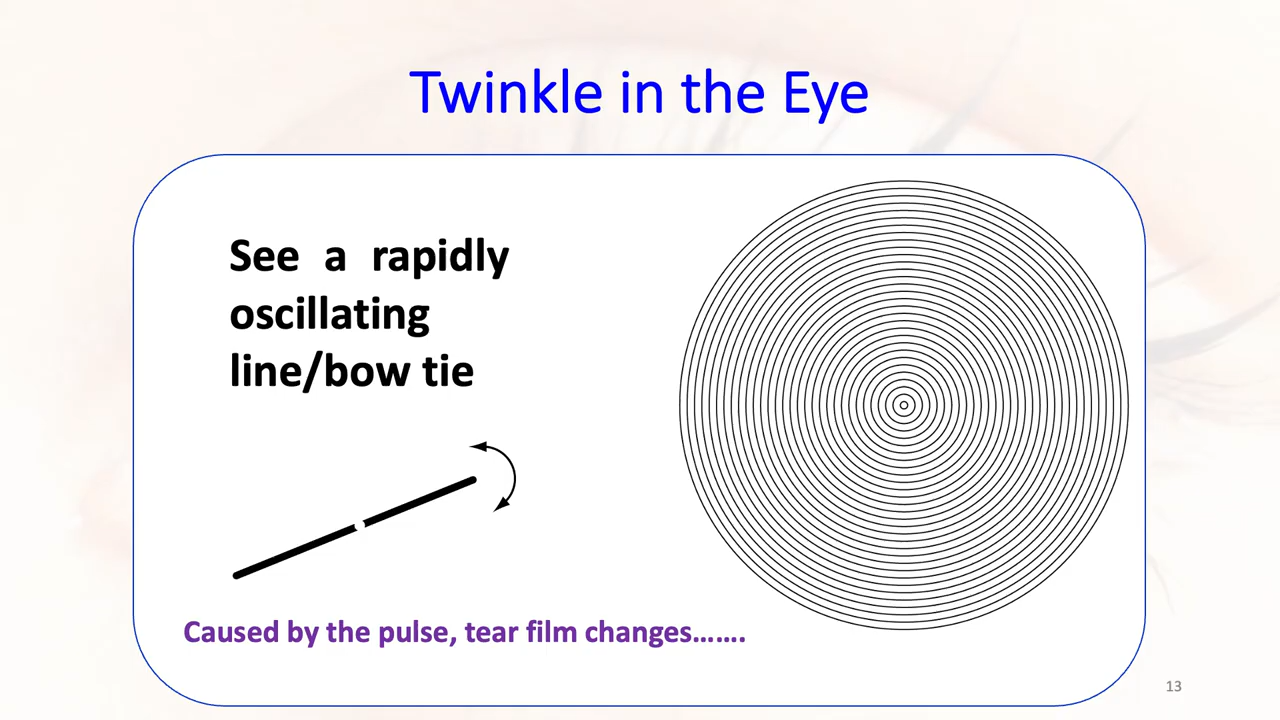 Twinkle in the Eye
See a rapidly
oscillating
line/bow tie
Caused by the pulse, tear film changes…….
13